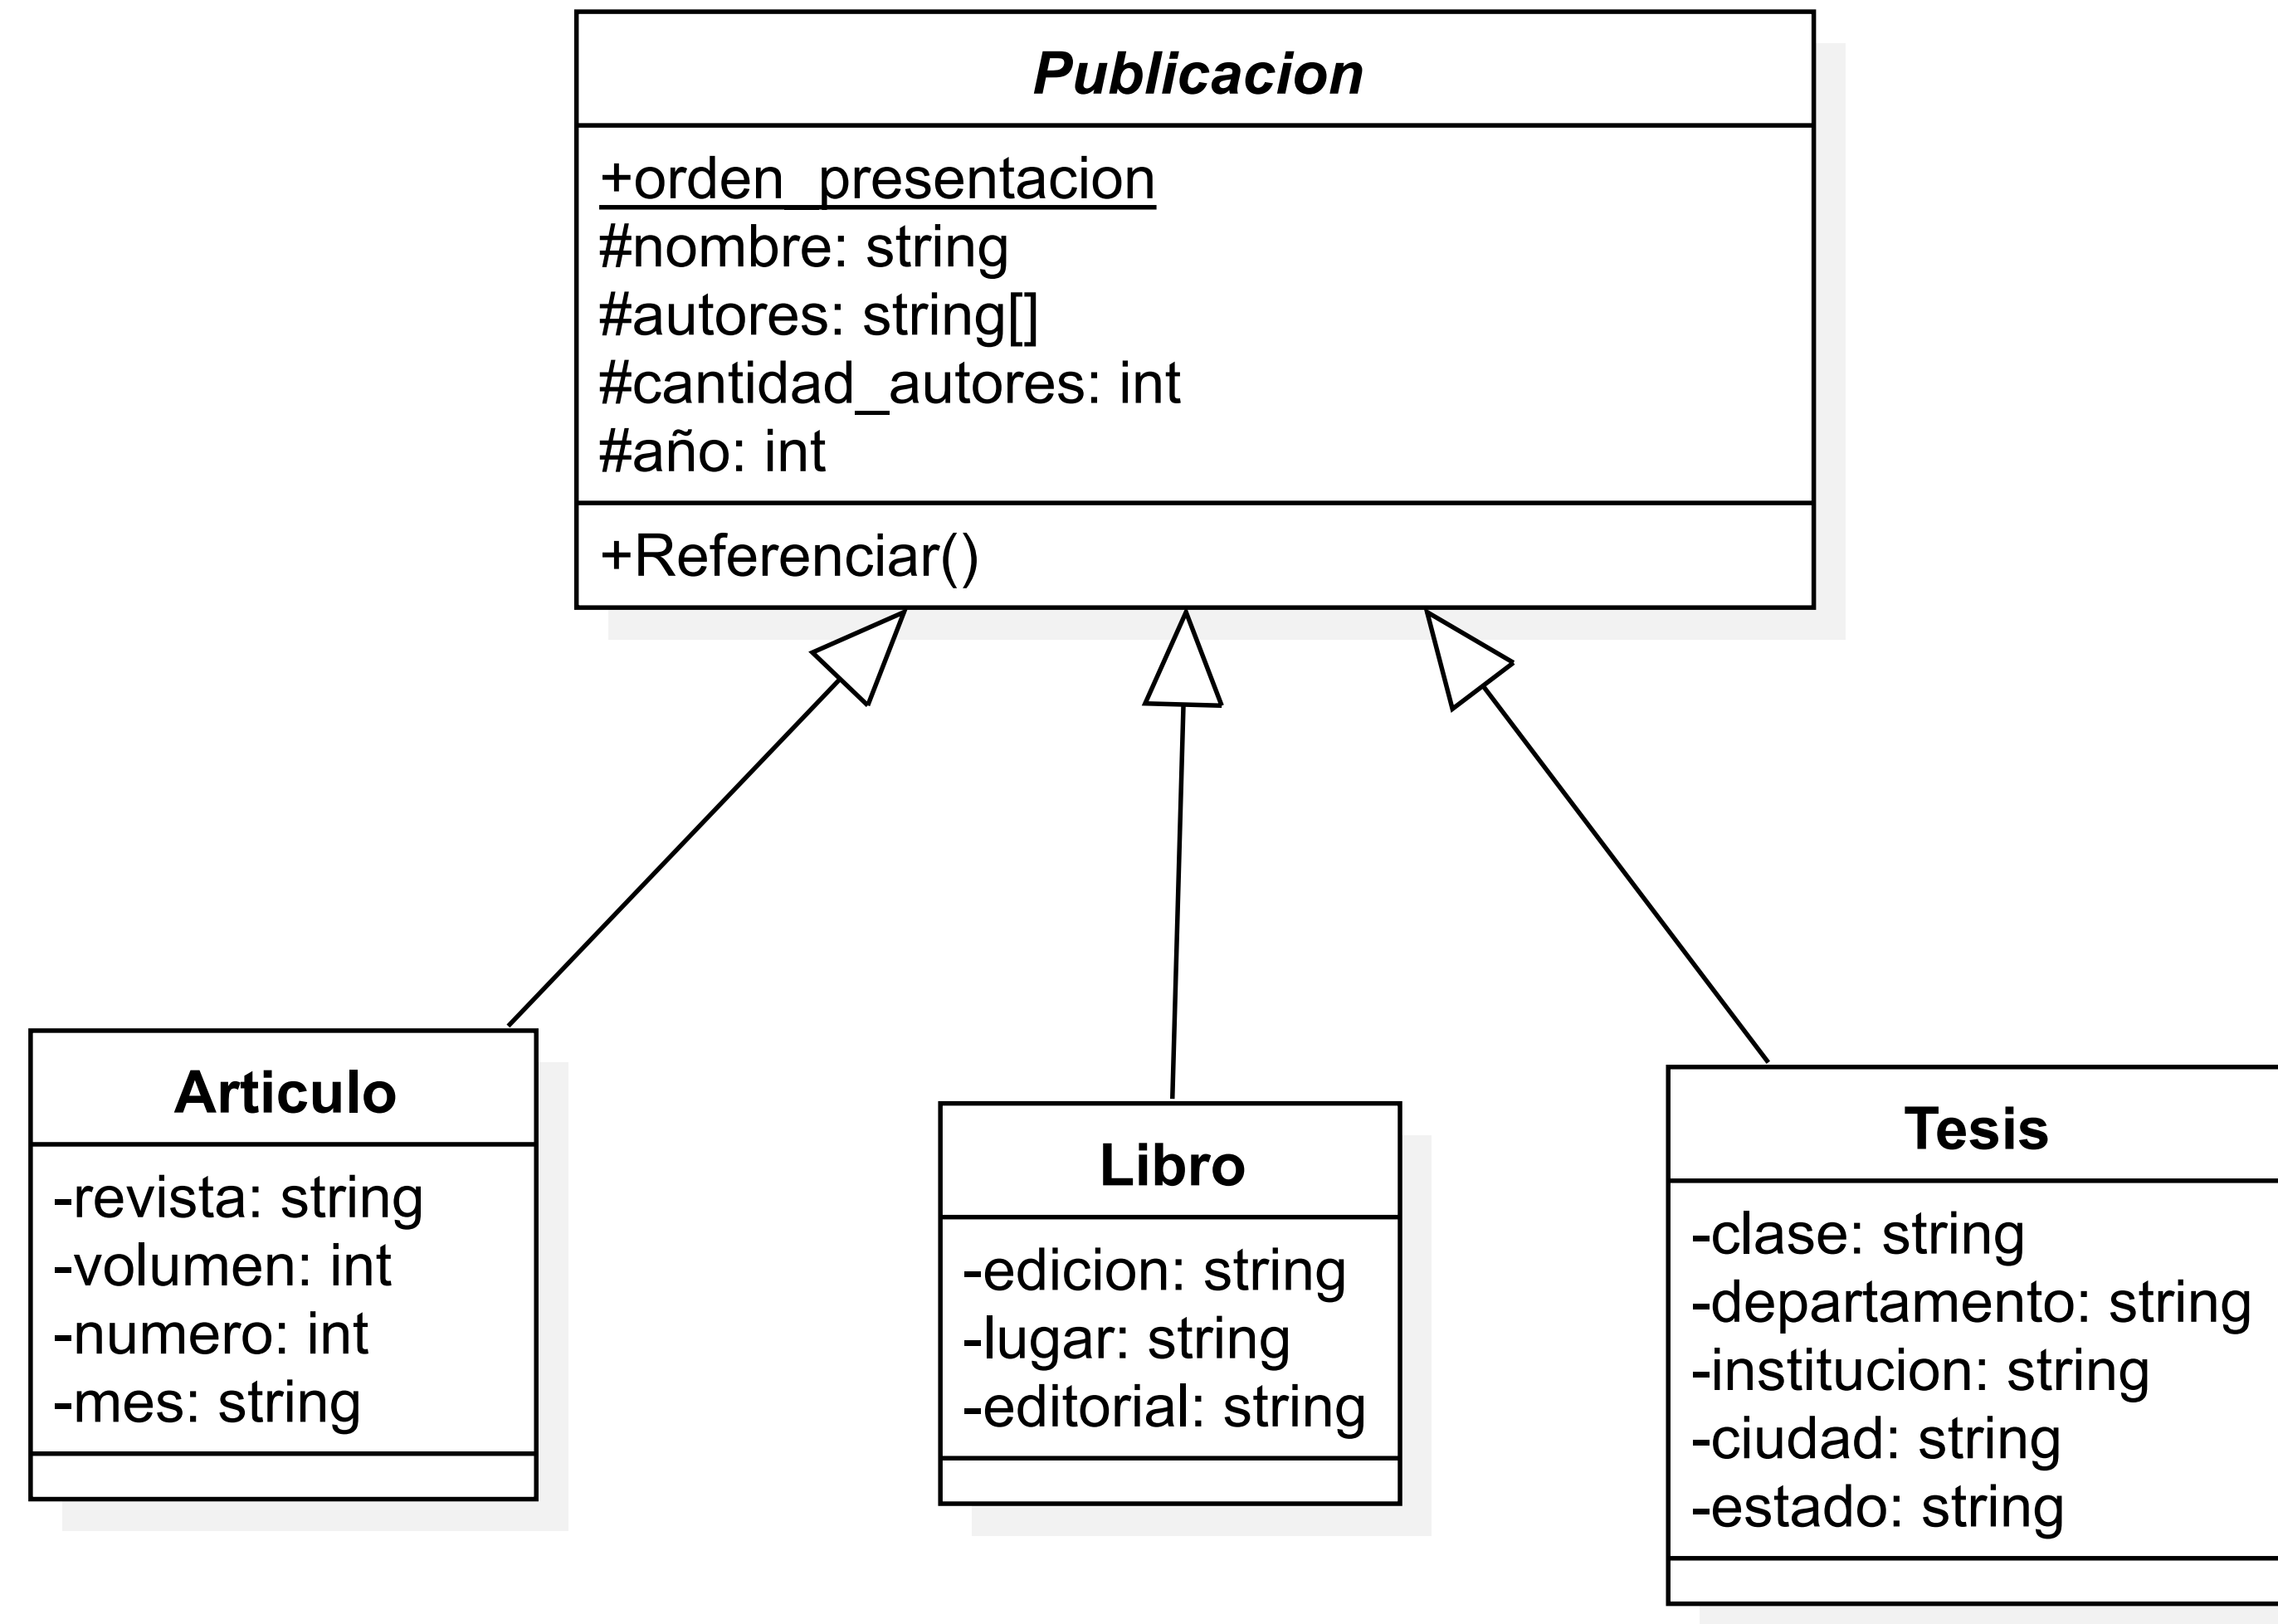 Publicacion
+orden_presentacion
#nombre: string
#autores: string[]
#cantidad_autores: int
#año: int
+Referenciar()
Articulo
-revista: string
-volumen: int
-numero: int
-mes: string
Libro
-edicion: string
-lugar: string
-editorial: string
Tesis
-clase: string
-departamento: string
-institucion: string
-ciudad: string
-estado: string